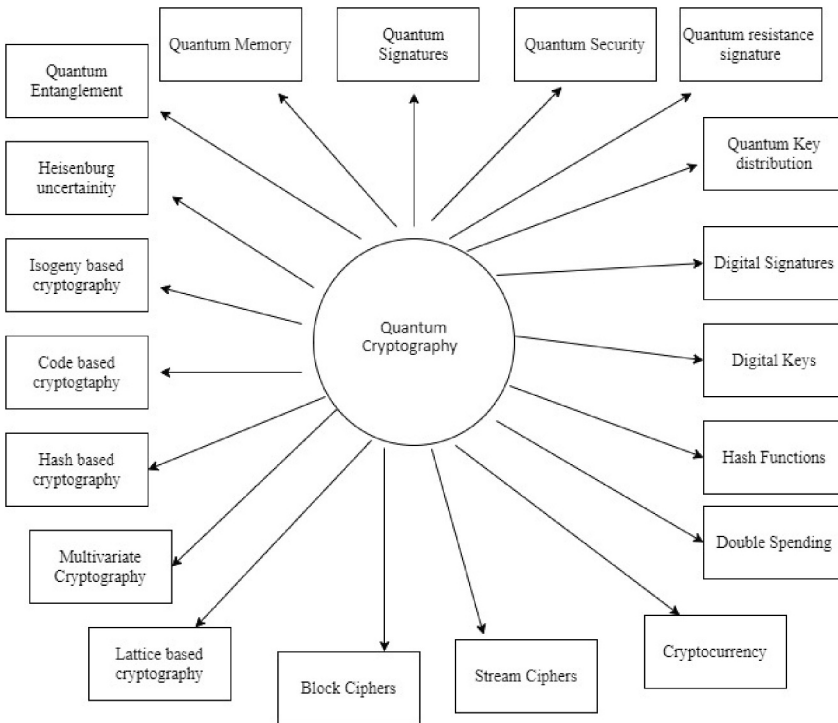 Quantum Memory
Quantum
Signatures
Quantum Security
Quantum resistance
signature
Quantum
Entanglement
Quantum Key
distribution
Heisenburg
uncertainity
Isogeny based
cryptography
Digital Signatures
Quantum
Cryptography
Code based
cryptogtaphy
Digital Keys
Hash based
cryptography
Hash Functions
Multivariate
Cryptography
Double Spending
Lattice based
cryptography
Block Ciphers
Stream Ciphers
Cryptocurrency